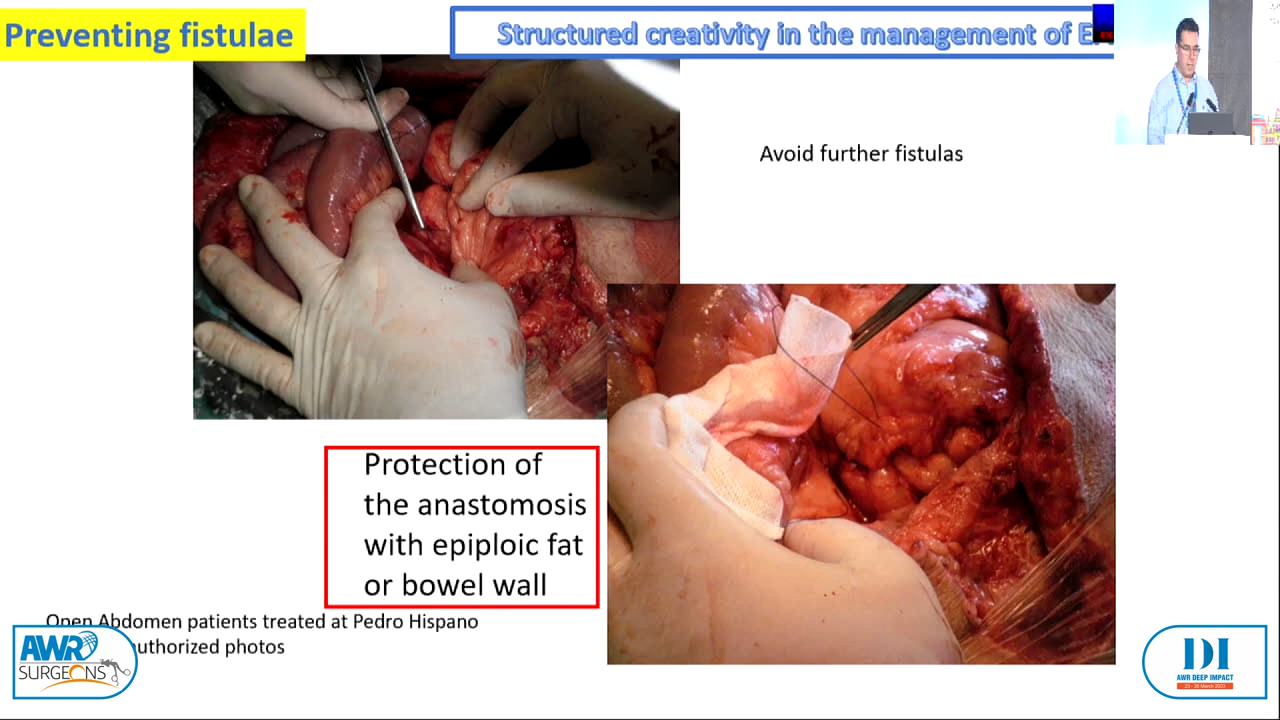 Preventing fistulae
Structured creativity in the management of
Avoid further fistulas
Protection of
the anastomosis
with epiploic fat
or bowel wall
Open Abdomen patients treated at Pedro Hispano
photos
AWR
SURGEONS
DI
AWR DEEP IMPACT